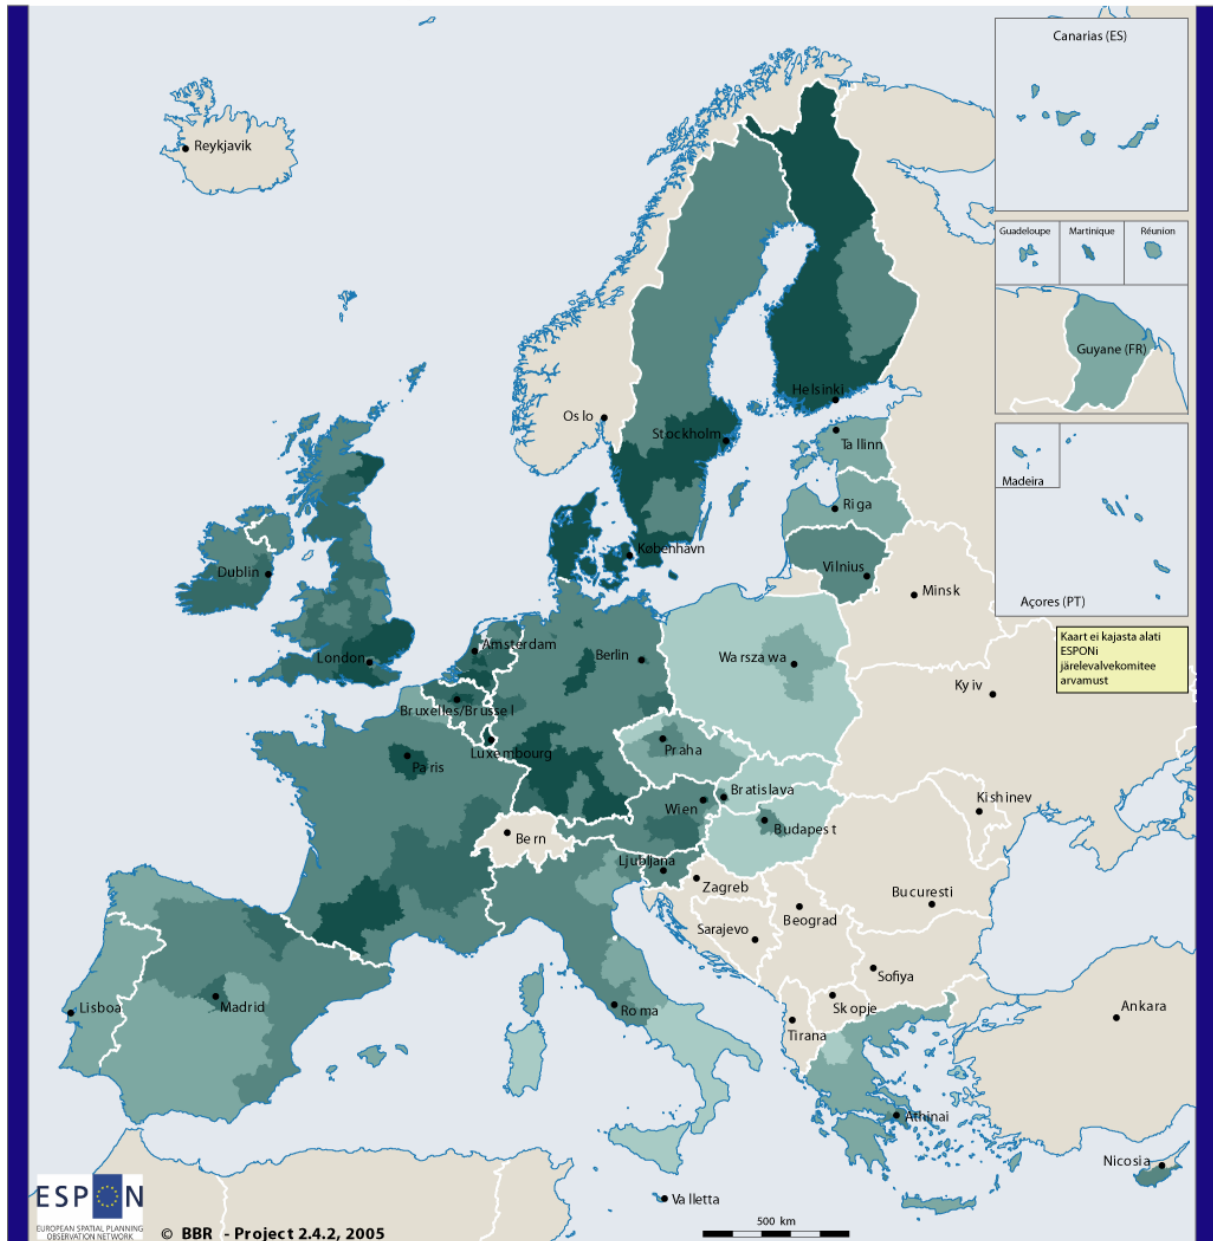 Canarias (ES)
Reykjavik
Guadeloupe
Martinique
Réunion
Guyane (FR)
Helsinki
Oslo
Stockholm
Tallinn
Madeira
Riga
København
Dublin
Vilnius
Minsk
Açores (PT)
Kaart ei kajasta alati
ESPONi
järelevalvekomitee
arvamust
Amsterdam
London
Berlin
Warszawa
Kyiv
Bruxelles/Brussel
Luxembourg
Praha
Paris
Bratislava
Kishinev
Wien
Budapest
Bern
Ljubljana
Zagreb
Bucuresti
Beograd
Sarajevo
Sofiya
Lisboa
Madrid
Roma
Skopje
Ankara
Tirana
Athinai
Nicosia
Valletta
ESPON
EUROPEAN SPATIAL PLANNING
OBSERVATION NETWORK
© BBR - Project 2.4.2, 2005
500 km